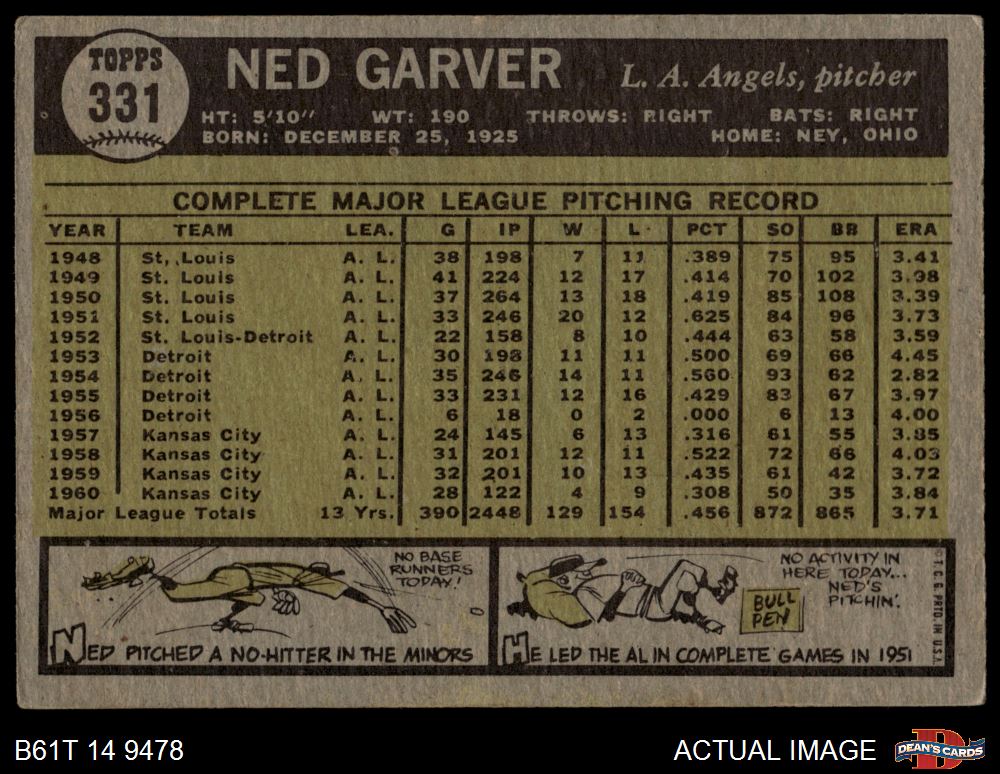 TOPPS
331
NED GARVER
L. A. Angels, pitcher
HT: 5'10" WT: 190 THROWS: RIGHT BATS: RIGHT
BORN: DECEMBER 25, 1925 HOME: NEY, OHIO
COMPLETE MAJOR LEAGUE PITCHING RECORD
YEAR TEAM LEA. G IP W L PCT SO BB ERA
1948 St. Louis A. L. 38 198 7 11 .389 75 95 3.41
1949 St. Louis A. L. 41 224 12 17 .414 70 102 3.98
1950 St. Louis A. L. 37 264 13 18 .419 85 108 3.39
1951 St. Louis A. L. 33 246 20 12 .625 84 96 3.73
1952 St. Louis-Detroit A. L. 22 158 8 10 .444 63 58 3.59
1953 Detroit A. L. 30 198 11 11 .500 69 66 4.45
1954 Detroit A. L. 35 246 14 11 .560 93 62 2.82
1955 Detroit A. L. 33 231 12 16 .429 83 67 3.97
1956 Detroit A. L. 6 18 0 2 .000 6 13 4.00
1957 Kansas City A. L. 24 145 6 13 .316 61 55 3.85
1958 Kansas City A. L. 31 201 12 11 .522 72 66 4.03
1959 Kansas City A. L. 32 201 10 13 .435 61 42 3.72
1960 Kansas City A. L. 28 122 4 9 .308 50 35 3.84
Major League Totals 13 Yrs. 390 2448 129 154 .456 872 865 3.71
NO BASE
RUNNERS
TODAY!
NED PITCHED A NO-HITTER IN THE MINORS
NO ACTIVITY IN
HERE TODAY...
NED'S
PITCHIN'.
BULL
PEN
HE LED THE AL IN COMPLETE GAMES IN 1951
©T.C.G. PRTD. IN U.S.A.
B61T 14 9478
ACTUAL IMAGE
DEAN'S CARDS